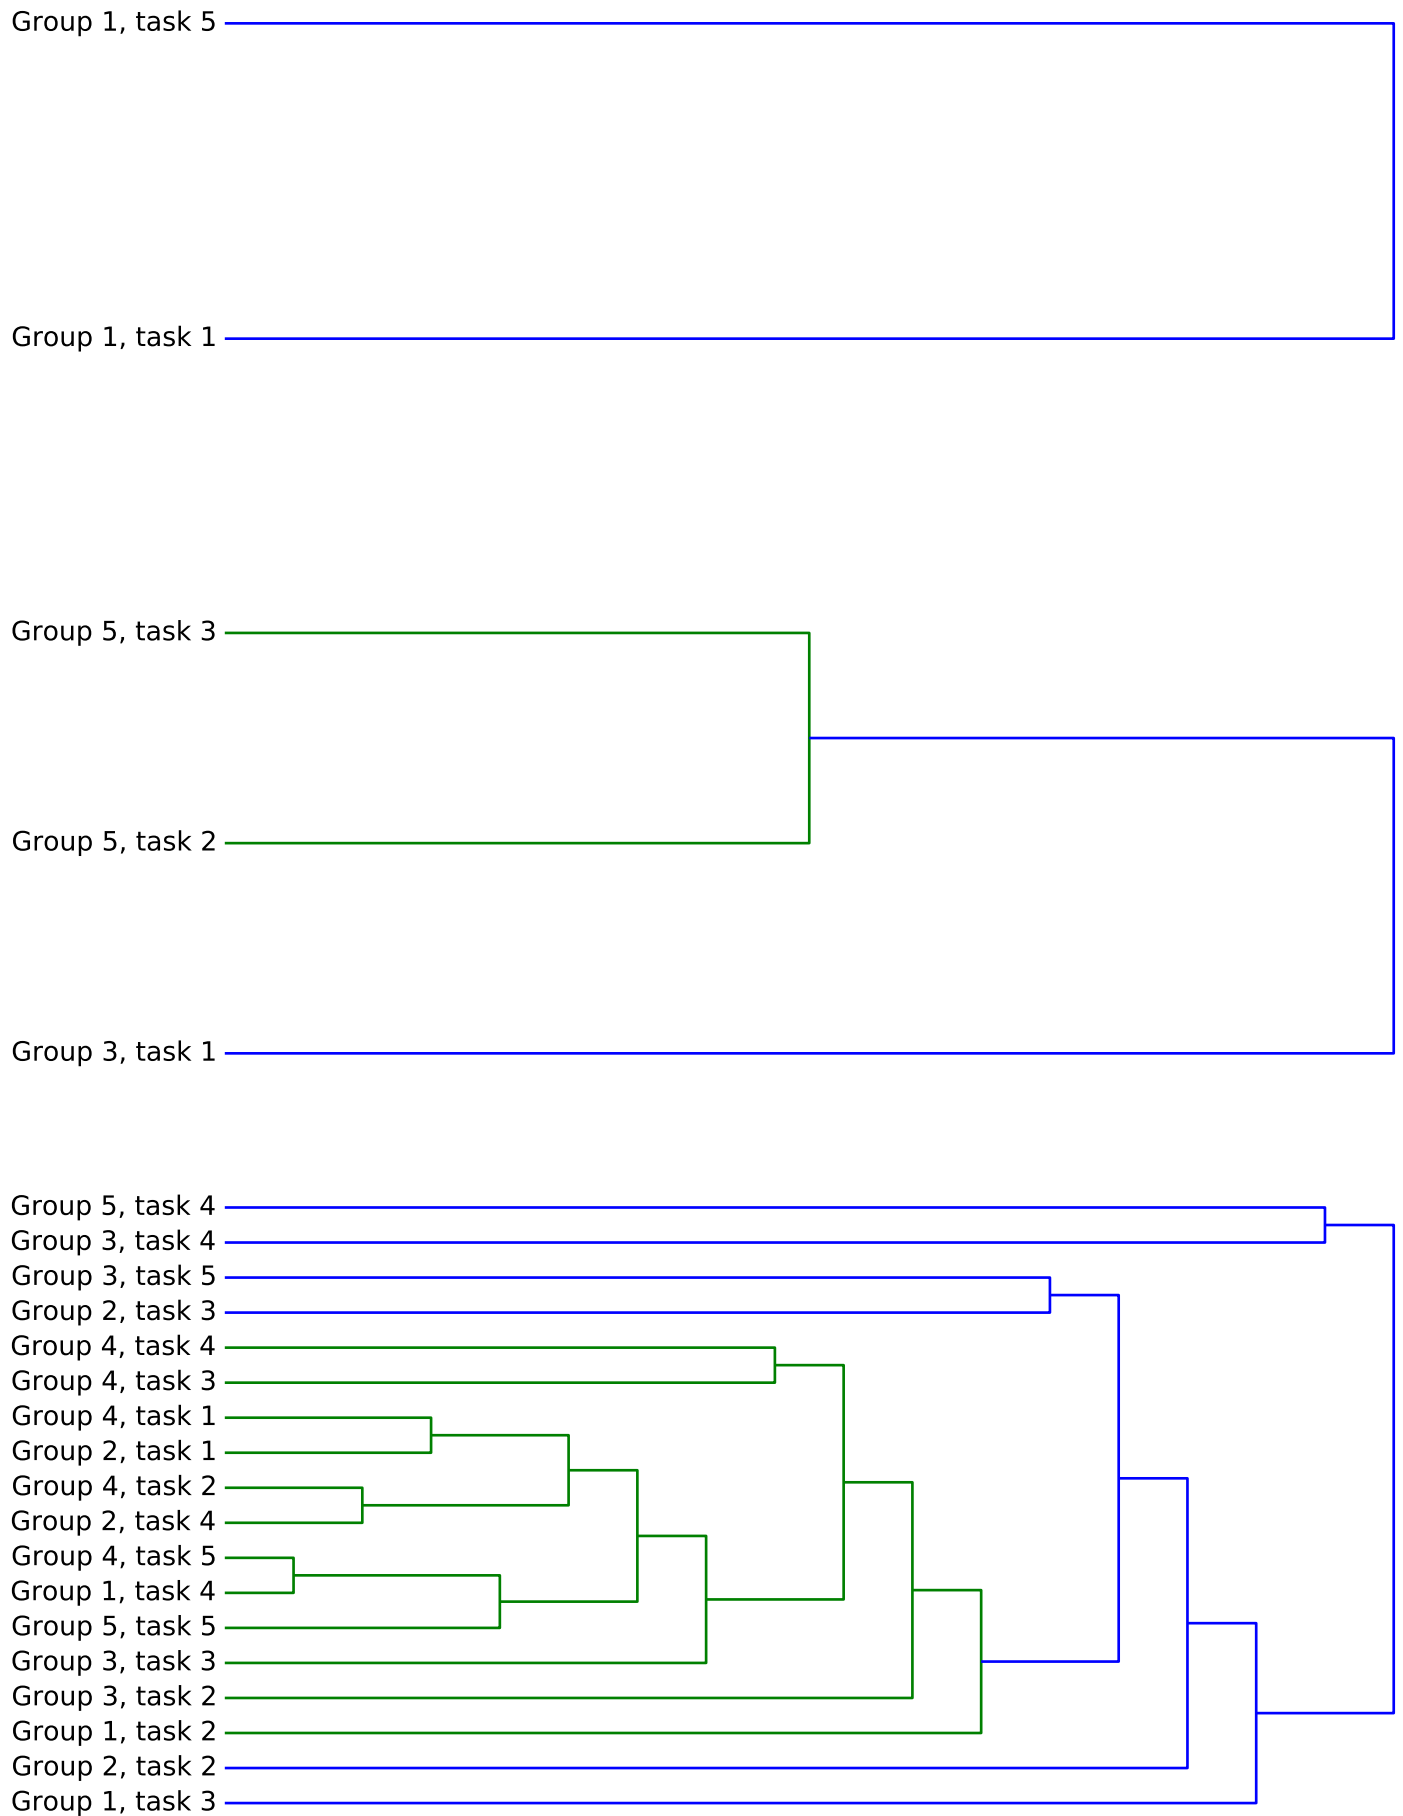 Group 1, task 5
Group 1, task 1
Group 5, task 3
Group 5, task 2
Group 3, task 1
Group 5, task 4
Group 3, task 4
Group 3, task 5
Group 2, task 3
Group 4, task 4
Group 4, task 3
Group 4, task 1
Group 2, task 1
Group 4, task 2
Group 2, task 4
Group 4, task 5
Group 1, task 4
Group 5, task 5
Group 3, task 3
Group 3, task 2
Group 1, task 2
Group 2, task 2
Group 1, task 3